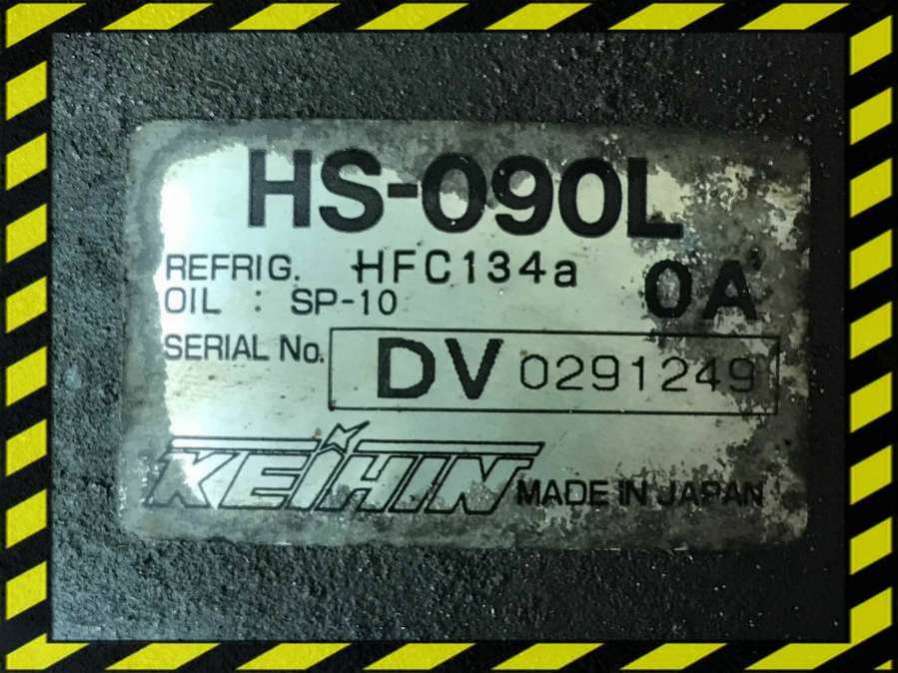 HS-090L
REFRIG. HFC134a
OIL : SP-10 0A
SERIAL No. DV 0291249
KEIHIN MADE IN JAPAN